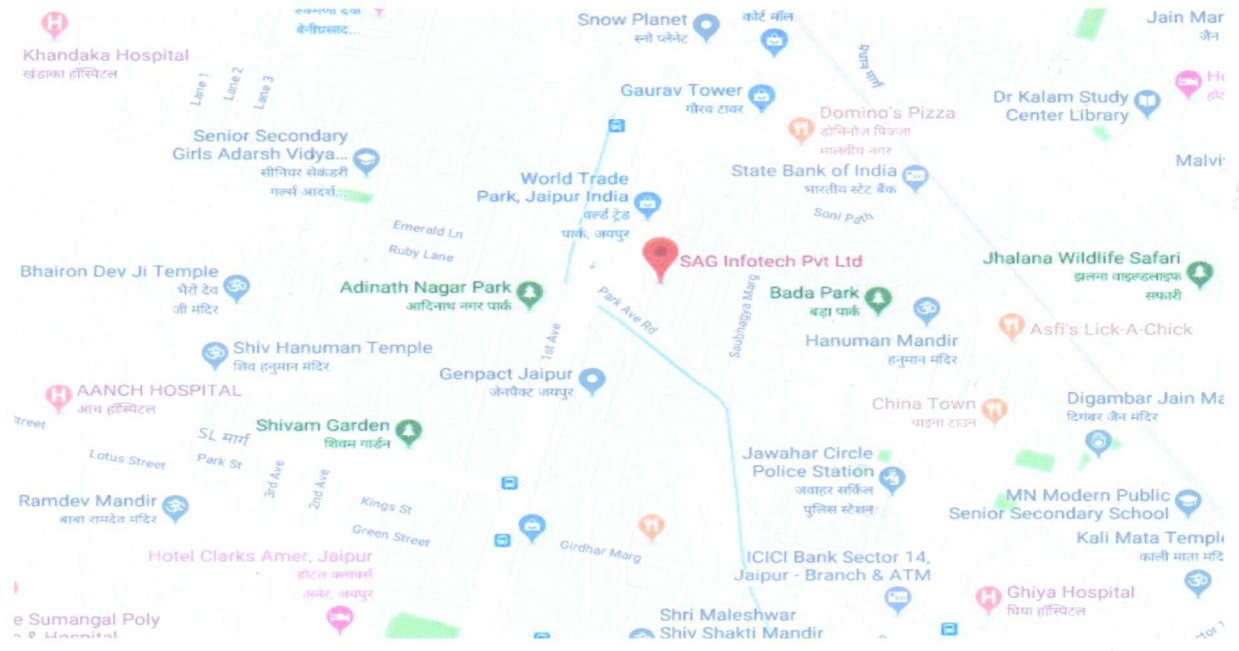 Khandaka Hospital
खंडाका हॉस्पिटल
Lane 1
Lane 2
Lane 3
बेनीप्रसाद...
Snow Planet
स्नो प्लेनेट
कोर्ट मॉल
प्रधान मार्ग
Jain Mar
जैन
Gaurav Tower
गौरव टावर
Domino's Pizza
डोमिनोज पिज्जा
मालवीय नगर
Dr Kalam Study
Center Library
Senior Secondary
Girls Adarsh Vidya...
सीनियर सेकंडरी
गर्ल्स आदर्श...
World Trade
Park, Jaipur India
वर्ल्ड ट्रेड
पार्क, जयपुर
State Bank of India
भारतीय स्टेट बैंक
Malvi
Soni Path
Emerald Ln
Ruby Lane
SAG Infotech Pvt Ltd
Bhairon Dev Ji Temple
भैरों देव
जी मंदिर
Adinath Nagar Park
आदिनाथ नगर पार्क
Park Ave Rd
Saubhagya Marg
Bada Park
बड़ा पार्क
Jhalana Wildlife Safari
झलना वाइल्डलाइफ
सफारी
1st Ave
Hanuman Mandir
हनुमान मंदिर
Asfi's Lick-A-Chick
Shiv Hanuman Temple
शिव हनुमान मंदिर
Genpact Jaipur
जेनपैक्ट जयपुर
AANCH HOSPITAL
आंच हॉस्पिटल
China Town
चाइना टाउन
Digambar Jain Ma
दिगंबर जैन मंदिर
Shivam Garden
शिवम गार्डन
treet
SL मार्ग
Lotus Street
Park St
3rd Ave
2nd Ave
Jawahar Circle
Police Station
जवाहर सर्किल
पुलिस स्टेशन
Ramdev Mandir
बाबा रामदेव मंदिर
Kings St
Green Street
MN Modern Public
Senior Secondary School
Girdhar Marg
Kali Mata Temple
काली माता मंदि
Hotel Clarks Amer, Jaipur
होटल क्लार्क्स
अमेर, जयपुर
ICICI Bank Sector 14,
Jaipur - Branch & ATM
Ghiya Hospital
घिया हॉस्पिटल
e Sumangal Poly
a & Hospital
Shri Maleshwar
Shiv Shakti Mandir